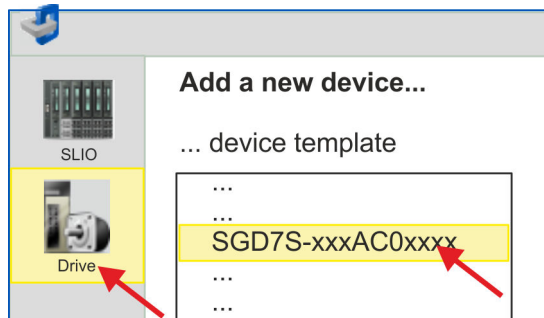 Add a new device...
SLIO
... device template
...
...
SGD7S-xxxAC0xxxx
Drive
...
...